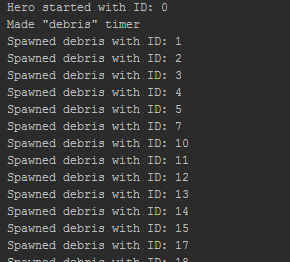 Hero started with ID: 0
Made "debris" timer
Spawned debris with ID: 1
Spawned debris with ID: 2
Spawned debris with ID: 3
Spawned debris with ID: 4
Spawned debris with ID: 5
Spawned debris with ID: 7
Spawned debris with ID: 10
Spawned debris with ID: 11
Spawned debris with ID: 12
Spawned debris with ID: 13
Spawned debris with ID: 14
Spawned debris with ID: 15
Spawned debris with ID: 17
Spawned debris with ID: 18